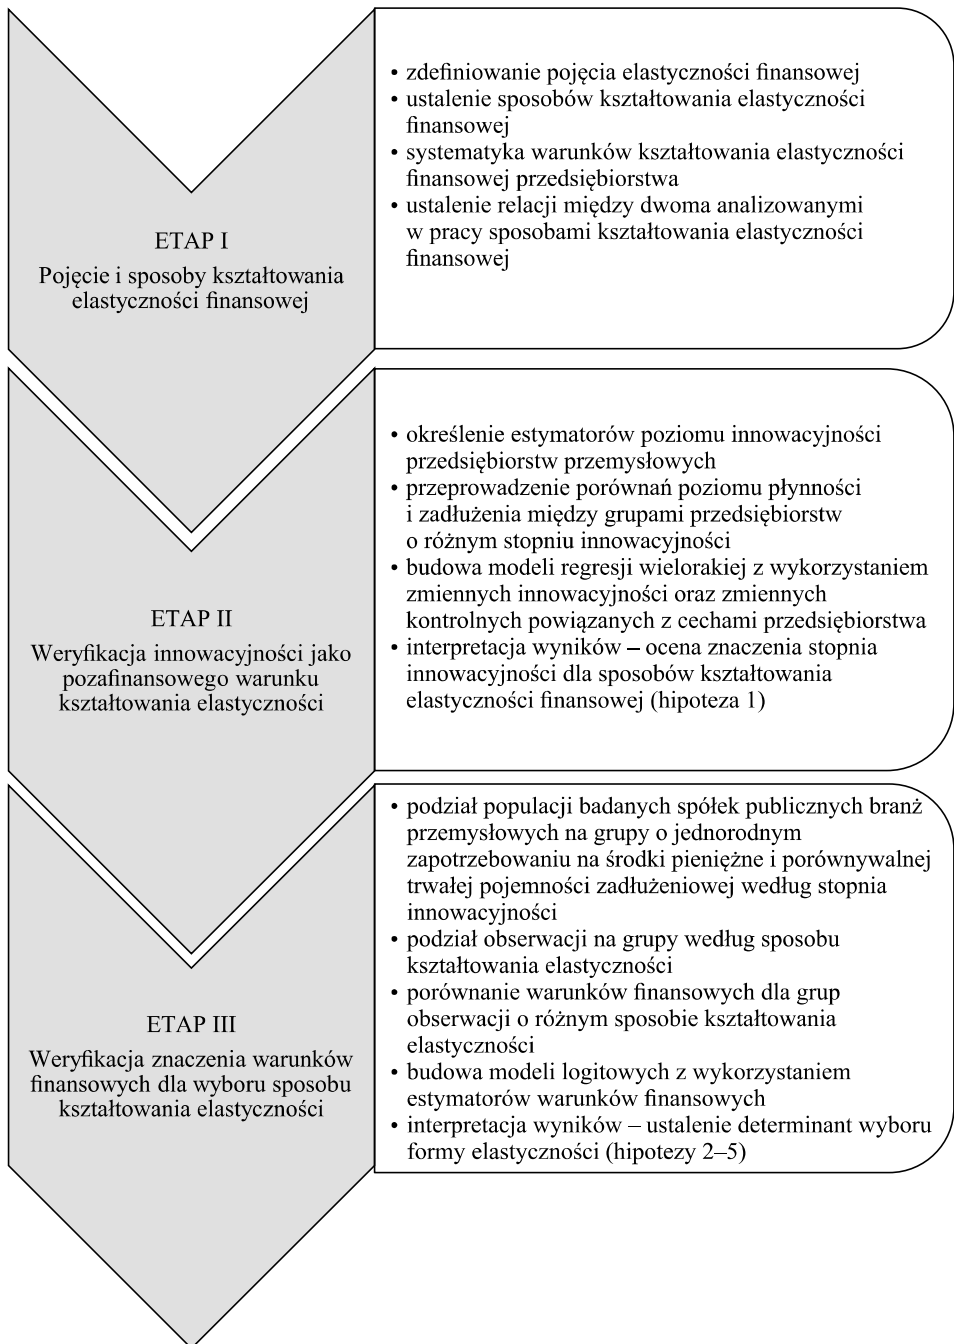 ETAP I
Pojęcie i sposoby kształtowania
elastyczności finansowej
• zdefiniowanie pojęcia elastyczności finansowej
• ustalenie sposobów kształtowania elastyczności
finansowej
• systematyka warunków kształtowania elastyczności
finansowej przedsiębiorstwa
• ustalenie relacji między dwoma analizowanymi
w pracy sposobami kształtowania elastyczności
finansowej
ETAP II
Weryfikacja innowacyjności jako
pozafinansowego warunku
kształtowania elastyczności
• określenie estymatorów poziomu innowacyjności
przedsiębiorstw przemysłowych
• przeprowadzenie porównań poziomu płynności
i zadłużenia między grupami przedsiębiorstw
o różnym stopniu innowacyjności
• budowa modeli regresji wielorakiej z wykorzystaniem
zmiennych innowacyjności oraz zmiennych
kontrolnych powiązanych z cechami przedsiębiorstwa
• interpretacja wyników – ocena znaczenia stopnia
innowacyjności dla sposobów kształtowania
elastyczności finansowej (hipoteza 1)
ETAP III
Weryfikacja znaczenia warunków
finansowych dla wyboru sposobu
kształtowania elastyczności
• podział populacji badanych spółek publicznych branż
przemysłowych na grupy o jednorodnym
zapotrzebowaniu na środki pieniężne i porównywalnej
trwałej pojemności zadłużeniowej według stopnia
innowacyjności
• podział obserwacji na grupy według sposobu
kształtowania elastyczności
• porównanie warunków finansowych dla grup
obserwacji o różnym sposobie kształtowania
elastyczności
• budowa modeli logitowych z wykorzystaniem
estymatorów warunków finansowych
• interpretacja wyników – ustalenie determinant wyboru
formy elastyczności (hipotezy 2–5)